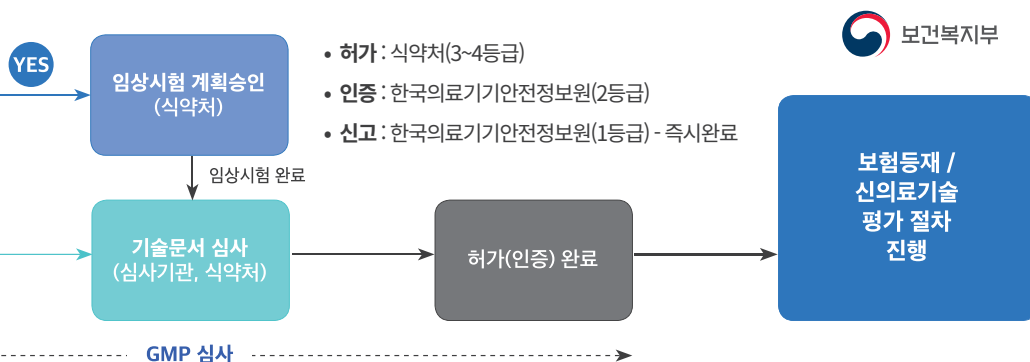 보건복지부
YES
임상시험 계획승인
(식약처)
• 허가 : 식약처(3~4등급)
• 인증 : 한국의료기기안전정보원(2등급)
• 신고 : 한국의료기기안전정보원(1등급) - 즉시완료
임상시험 완료
기술문서 심사
(심사기관, 식약처)
허가(인증) 완료
보험등재 /
신의료기술
평가 절차
진행
GMP 심사